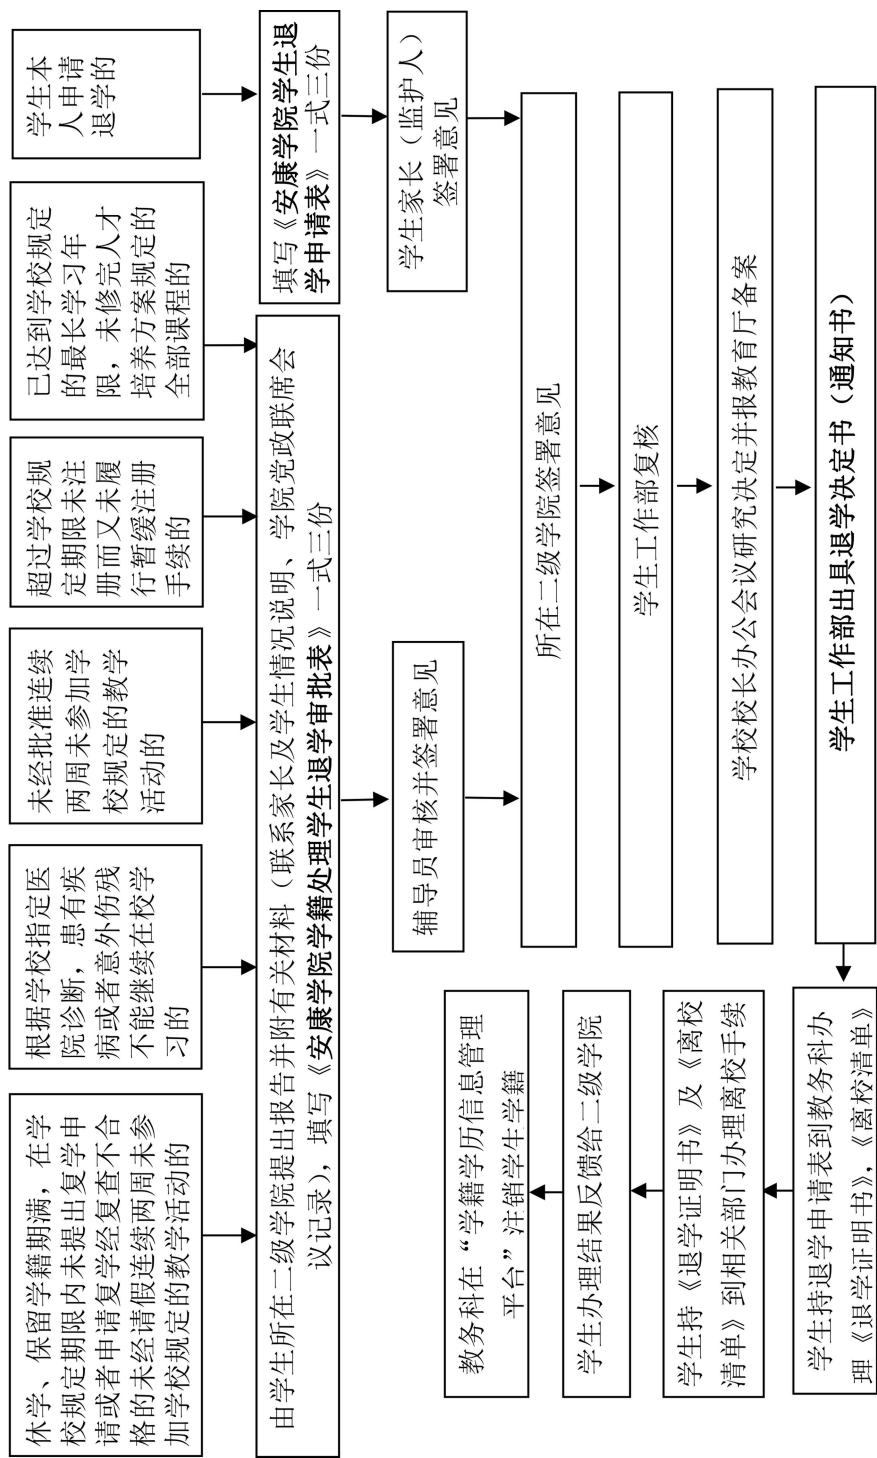 休学、保留学籍期满，在学
校规定期限内未提出复学申
请或者申请复学经复查不合
格的未经请假连续两周未参
加学校规定的教学活动的
根据学校指定医
院诊断，患有疾
病或者意外伤残
不能继续在校学
习的
未经批准连续
两周未参加学
校规定的教学
活动的
超过学校规
定期限未注
册而又未履
行暂缓注册
手续的
已达到学校规定
的最长学习年
限，未修完人才
培养方案规定的
全部课程的
学生本
人申请
退学的
由学生所在二级学院提出报告并附有关材料（联系家长及学生情况说明、学院党政联席会
议记录），填写《安康学院学籍处理学生退学审批表》一式三份
填写《安康学院学生退
学申请表》一式三份
辅导员审核并签署意见
学生家长（监护人）
签署意见
所在二级学院签署意见
学生工作部复核
学校校长办公会议研究决定并报教育厅备案
学生工作部出具退学决定书（通知书）
学生持退学申请表到教务科办
理《退学证明书》，《离校清单》
学生持《退学证明书》及《离校
清单》到相关部门办理离校手续
学生办理结果反馈给二级学院
教务科在“学籍学历信息管理
平台”注销学生学籍